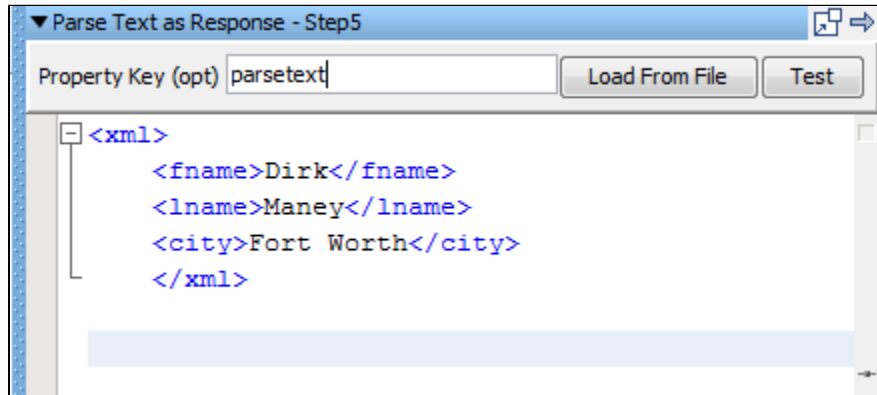 Parse Text as Response - Step5
Property Key (opt) parsetext Load From File Test
<xml>
<fname>Dirk</fname>
<lname>Maney</lname>
<city>Fort Worth</city>
</xml>